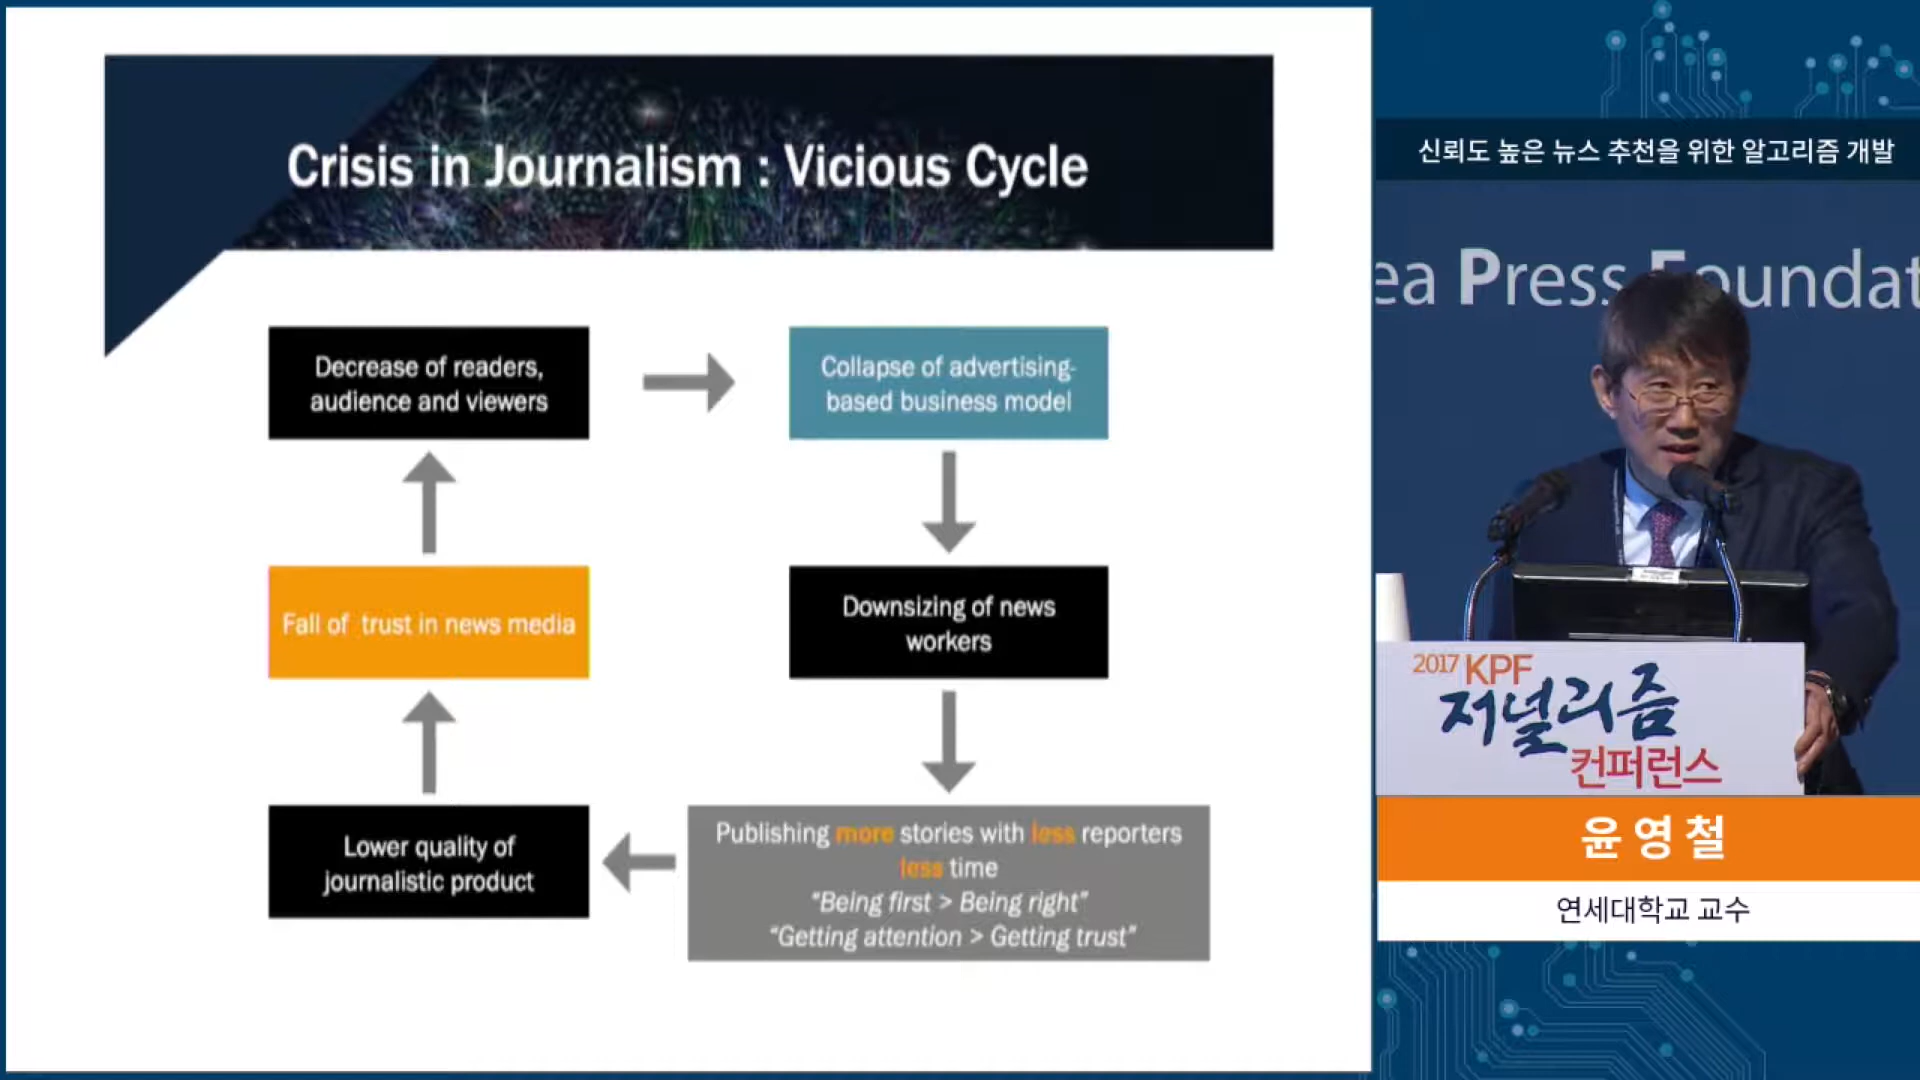 Crisis in Journalism : Vicious Cycle
Decrease of readers,
audience and viewers
Collapse of advertising-
based business model
Fall of trust in news media
Downsizing of news
workers
Lower quality of
journalistic product
Publishing more stories with less reporters
less time
"Being first > Being right"
"Getting attention > Getting trust"
신뢰도 높은 뉴스 추천을 위한 알고리즘 개발
ea Press Foundat
2017 KPF
저널리즘
컨퍼런스
윤영철
연세대학교 교수